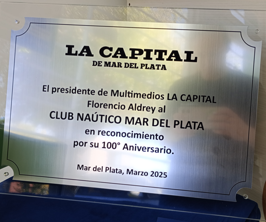 LA CAPITAL
DE MAR DEL PLATA
El presidente de Multimedios LA CAPITAL
Florencio Aldrey al
CLUB NAÚTICO MAR DEL PLATA
en reconocimiento
por su 100° Aniversario.
Mar del Plata, Marzo 2025